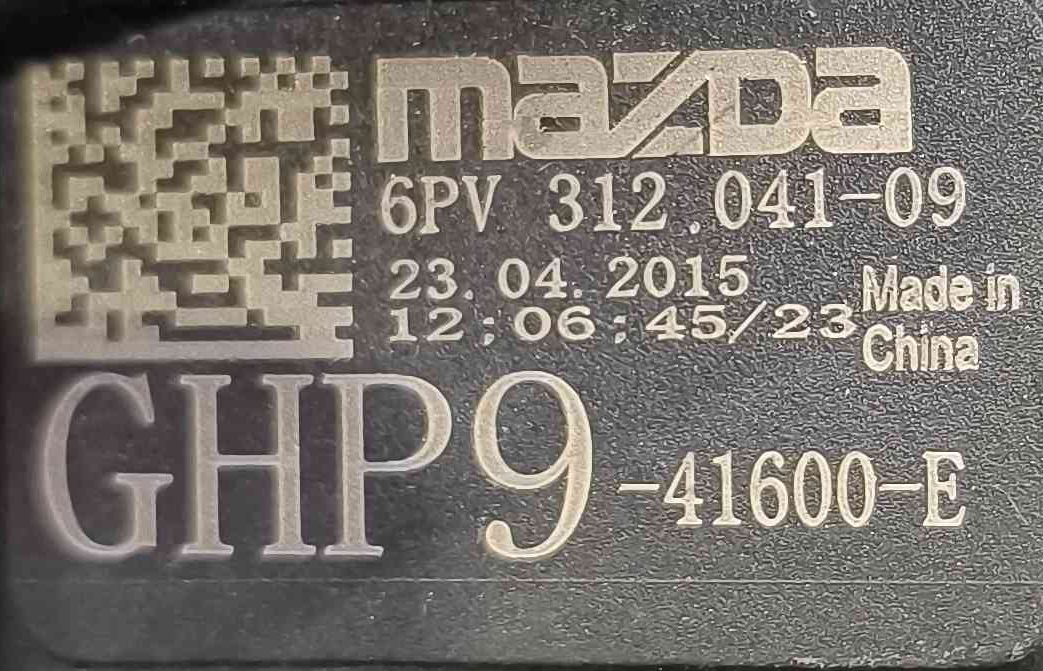 mazda
6PV 312.041-09
23.04.2015
12:06:45/23
Made in
China
GHP9-41600-E